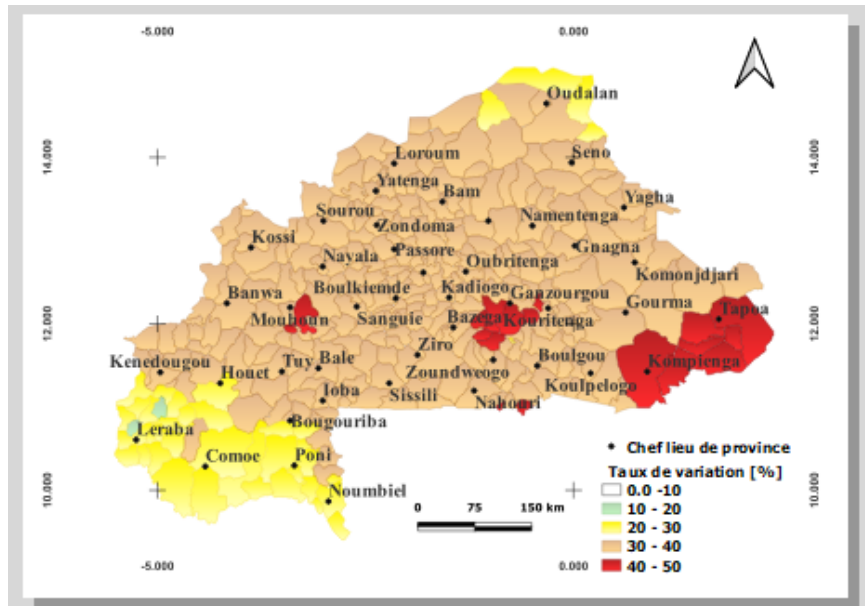 -5.000 0.000
Oudalan
14.000 14.000
Loroum Seno
Yatenga
Bam Yagha
Sourou
Zondoma Namentenga
Kossi
Passore Gnagna
Nayala Oubritenga
Komonjdjari
Banwa Boulkiemde Kadiogo Ganzourgou
Gourma
Mouhoun Sanguie Bazega Kouritenga Tapoa
12.000 12.000
Ziro
Kenedougou Tuy Bale Boulgou Kompienga
Houet Zoundweogo
Ioba Sissili Koulpelogo
Nahouri
Bougouriba
Leraba
Comoe Poni
Noumbiel
10.000 10.000
Chef lieu de province
Taux de variation [%]
0.0 -10
10 - 20
20 - 30
30 - 40
40 - 50
0 75 150 km
-5.000 0.000